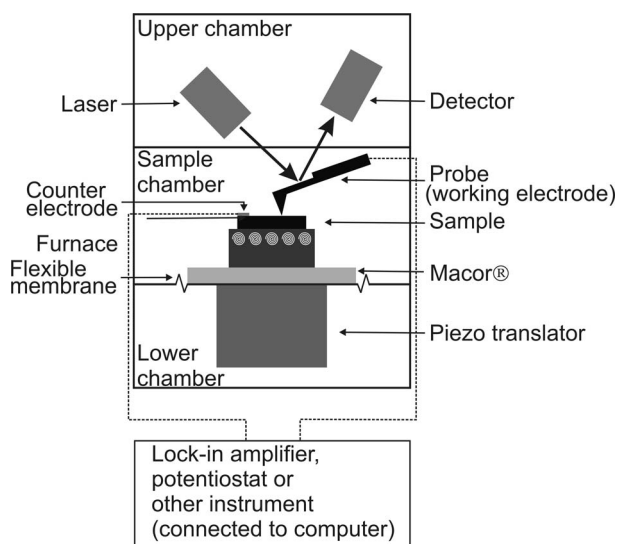 Upper chamber
Laser
Detector
Sample
chamber
Probe
(working electrode)
Counter
electrode
Sample
Furnace
Flexible
membrane
Macor®
Piezo translator
Lower
chamber
Lock-in amplifier,
potentiostat or
other instrument
(connected to computer)